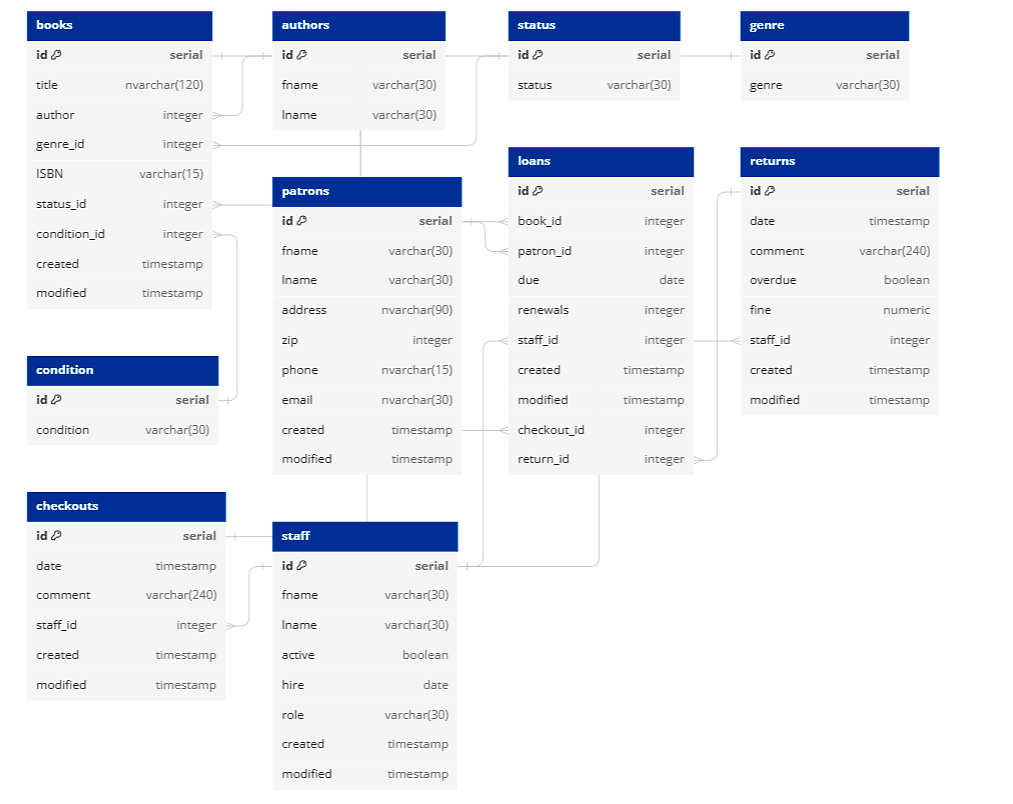 books
id serial
title nvarchar(120)
author integer
genre_id integer
ISBN varchar(15)
status_id integer
condition_id integer
created timestamp
modified timestamp
authors
id serial
fname varchar(30)
lname varchar(30)
status
id serial
status varchar(30)
genre
id serial
genre varchar(30)
patrons
id serial
fname varchar(30)
lname varchar(30)
address nvarchar(90)
zip integer
phone nvarchar(15)
email nvarchar(30)
created timestamp
modified timestamp
loans
id serial
book_id integer
patron_id integer
due date
renewals integer
staff_id integer
created timestamp
modified timestamp
checkout_id integer
return_id integer
returns
id serial
date timestamp
comment varchar(240)
overdue boolean
fine numeric
staff_id integer
created timestamp
modified timestamp
condition
id serial
condition varchar(30)
checkouts
id serial
date timestamp
comment varchar(240)
staff_id integer
created timestamp
modified timestamp
staff
id serial
fname varchar(30)
lname varchar(30)
active boolean
hire date
role varchar(30)
created timestamp
modified timestamp